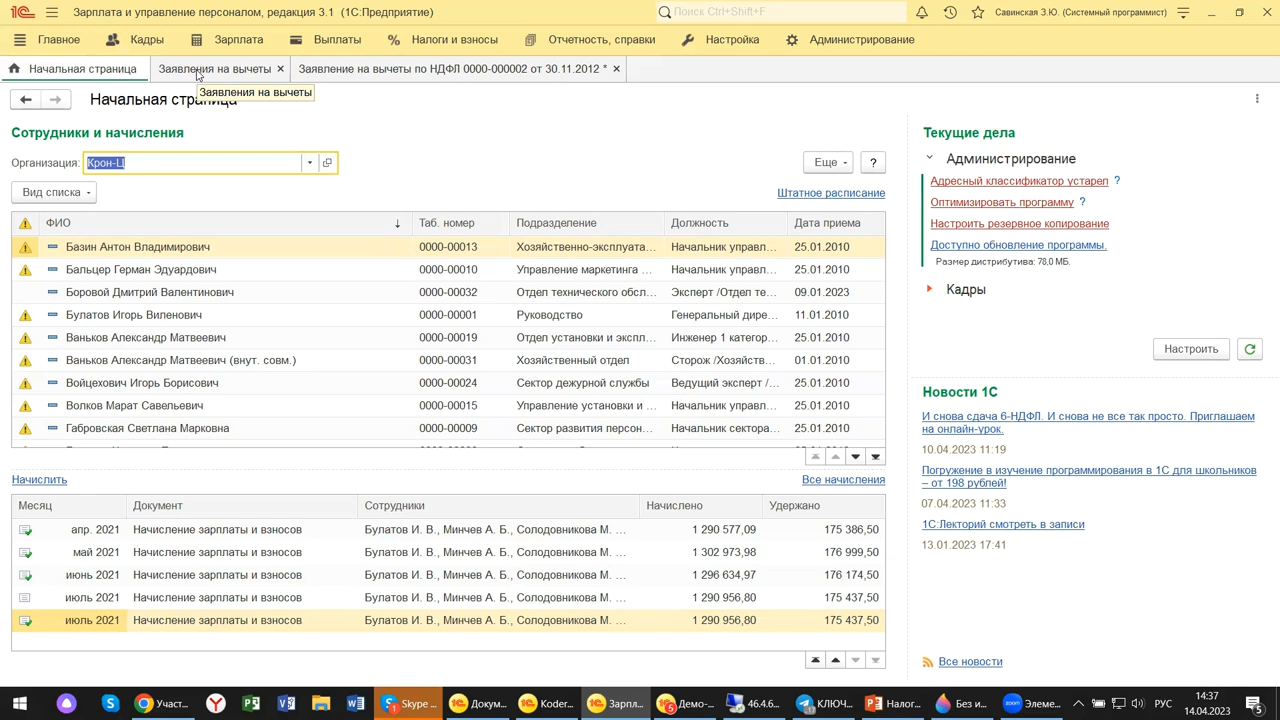 Зарплата и управление персоналом, редакция 3.1 (1С:Предприятие)
Поиск Ctrl+Shift+F
Савинская З.Ю. (Системный программист)
Главное
Кадры
Зарплата
Выплаты
Налоги и взносы
Отчетность, справки
Настройка
Администрирование
Начальная страница
Заявления на вычеты ×
Заявление на вычеты по НДФЛ 0000-000002 от 30.11.2012 * ×
Заявления на вычеты
Начальная страница
Сотрудники и начисления
Организация: Крон-Ц
Еще
?
Вид списка
Штатное расписание
ФИО Таб. номер Подразделение Должность Дата приема
Базин Антон Владимирович 0000-00013 Хозяйственно-эксплуата... Начальник управл... 25.01.2010
Бальцер Герман Эдуардович 0000-00010 Управление маркетинга ... Начальник управл... 25.01.2010
Боровой Дмитрий Валентинович 0000-00032 Отдел технического обсл... Эксперт /Отдел те... 09.01.2023
Булатов Игорь Виленович 0000-00001 Руководство Генеральный дире... 11.01.2010
Ваньков Александр Матвеевич 0000-00019 Отдел установки и экспл... Инженер 1 категор... 25.01.2010
Ваньков Александр Матвеевич (внут. совм.) 0000-00031 Хозяйственный отдел Сторож /Хозяйств... 01.01.2010
Войцехович Игорь Борисович 0000-00024 Сектор дежурной службы Ведущий эксперт /... 25.01.2010
Волков Марат Савельевич 0000-00015 Управление установки и ... Начальник управл... 25.01.2010
Габровская Светлана Марковна 0000-00009 Сектор развития персон... Начальник сектора... 25.01.2010
Начислить
Все начисления
Месяц Документ Сотрудники Начислено Удержано
апр. 2021 Начисление зарплаты и взносов Булатов И. В., Минчев А. Б., Солодовникова М. ... 1 290 577,09 175 386,50
май 2021 Начисление зарплаты и взносов Булатов И. В., Минчев А. Б., Солодовникова М. ... 1 302 973,98 176 999,50
июнь 2021 Начисление зарплаты и взносов Булатов И. В., Минчев А. Б., Солодовникова М. ... 1 296 634,97 176 174,50
июль 2021 Начисление зарплаты и взносов Булатов И. В., Минчев А. Б., Солодовникова М. ... 1 290 956,80 175 437,50
июль 2021 Начисление зарплаты и взносов Булатов И. В., Минчев А. Б., Солодовникова М. ... 1 290 956,80 175 437,50
Текущие дела
Администрирование
Адресный классификатор устарел ?
Оптимизировать программу ?
Настроить резервное копирование
Доступно обновление программы.
Размер дистрибутива: 78,0 МБ.
Кадры
Настроить
Новости 1С
И снова сдача 6-НДФЛ. И снова не все так просто. Приглашаем
на онлайн-урок.
10.04.2023 11:19
Погружение в изучение программирования в 1С для школьников
– от 198 рублей!
07.04.2023 11:33
1С:Лекторий смотреть в записи
13.01.2023 17:41
Все новости
Участ...
Skype ...
Докум...
Koder...
Зарпл...
Демо-...
46.4.6...
КЛЮЧ...
Налог...
Без и ...
Элеме...
РУС
14:37
14.04.2023
5